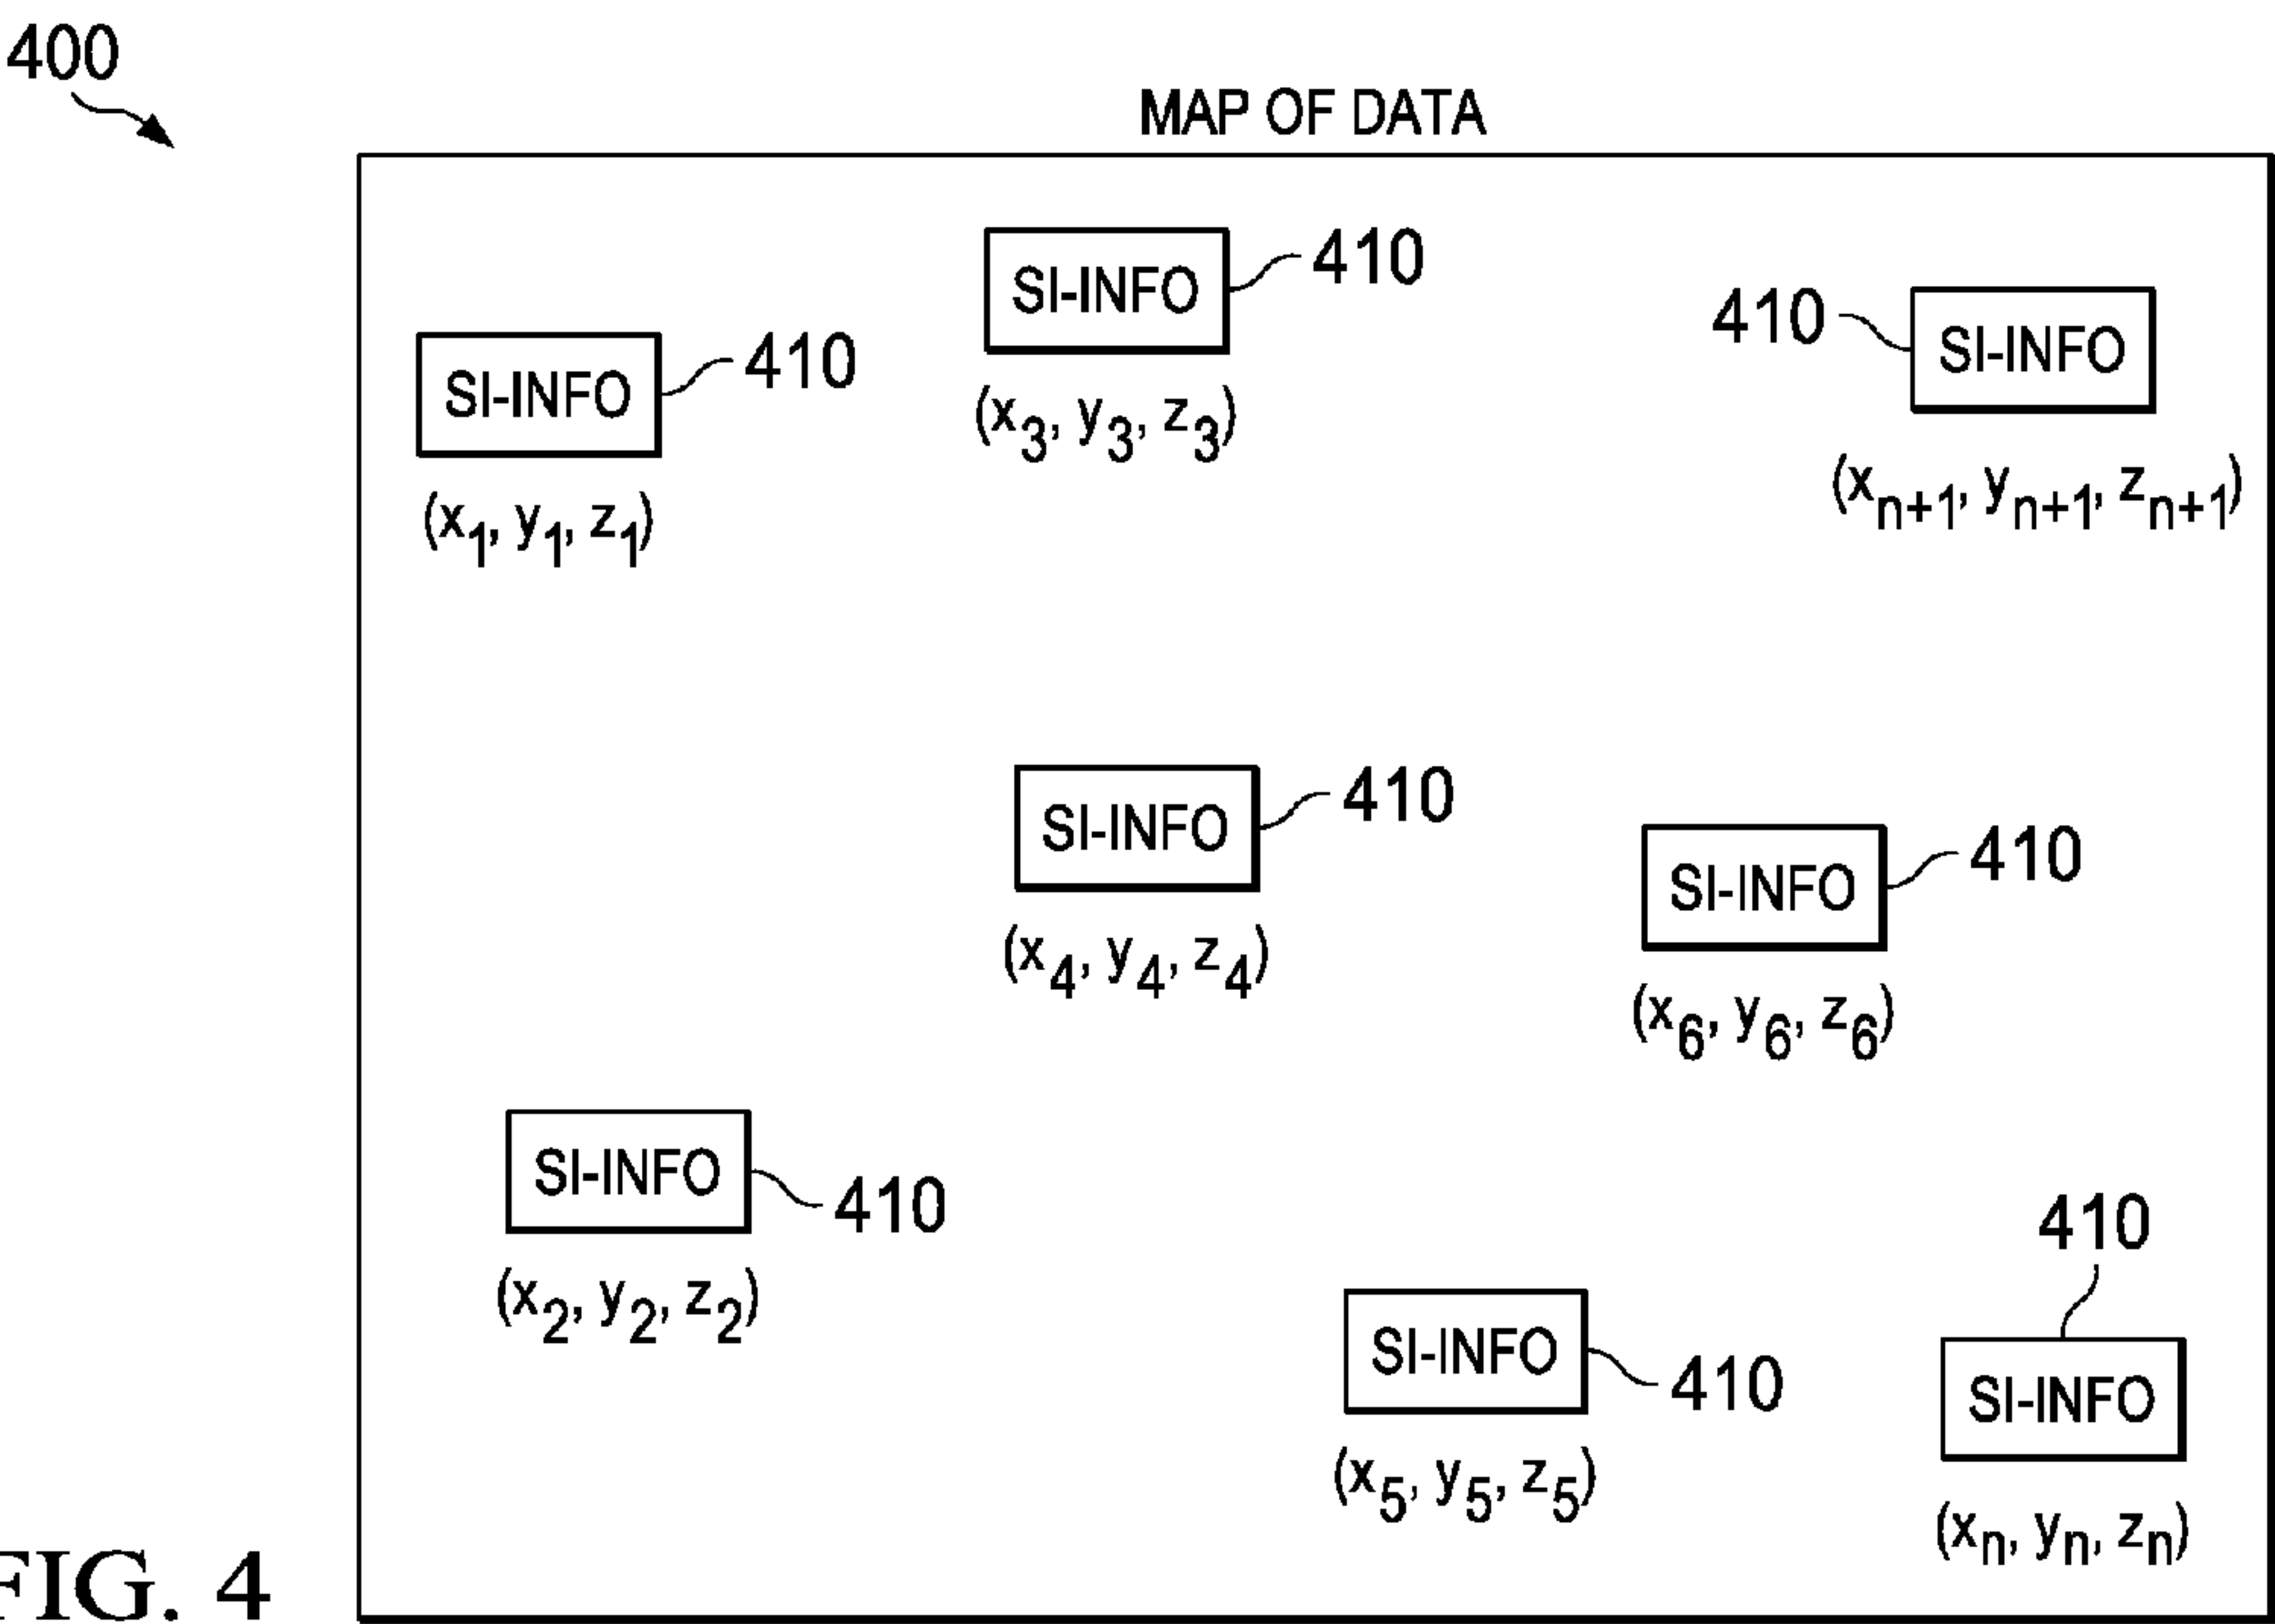 400
MAP OF DATA
SI-INFO 410
(x3, y3, z3)
410 SI-INFO
(xn+1, yn+1, zn+1)
SI-INFO 410
(x1, y1, z1)
SI-INFO 410
(x4, y4, z4)
SI-INFO 410
(x6, y6, z6)
SI-INFO 410
(x2, y2, z2)
SI-INFO 410
(x5, y5, z5)
410
SI-INFO
(xn, yn, zn)
FIG. 4